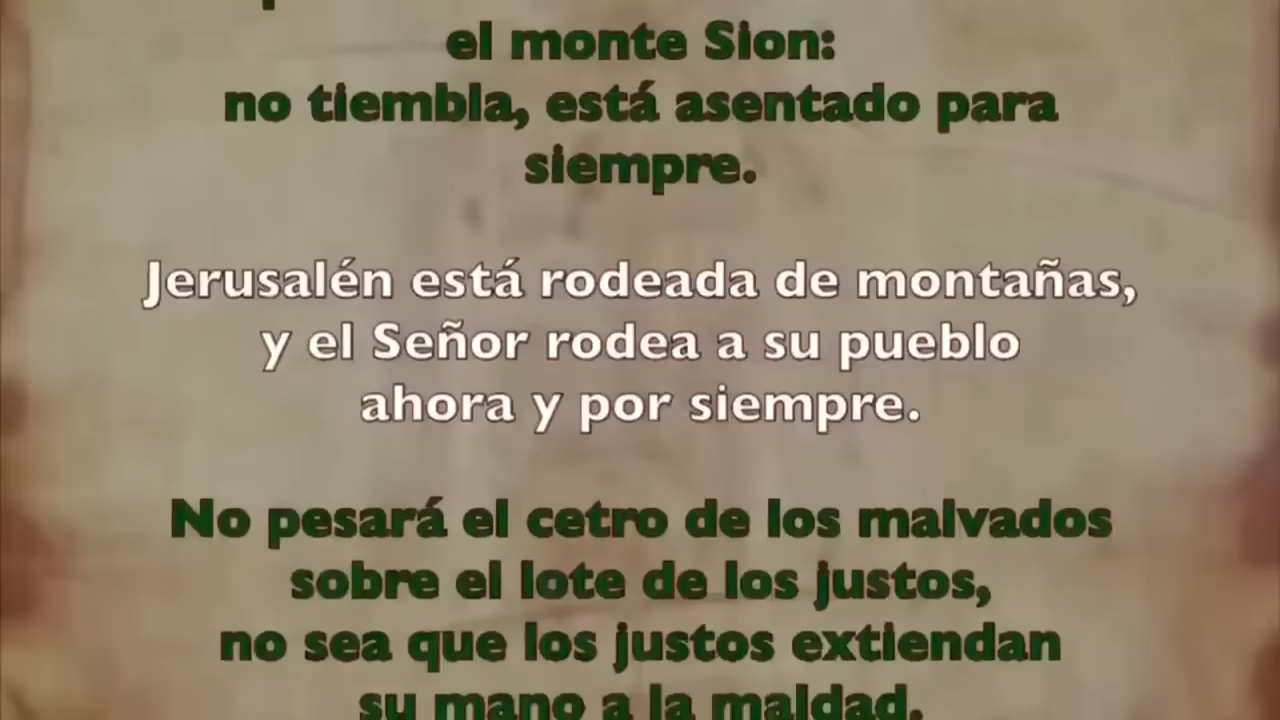 el monte Sion:
no tiembla, está asentado para
siempre.
Jerusalén está rodeada de montañas,
y el Señor rodea a su pueblo
ahora y por siempre.
No pesará el cetro de los malvados
sobre el lote de los justos,
no sea que los justos extiendan
su mano a la maldad.